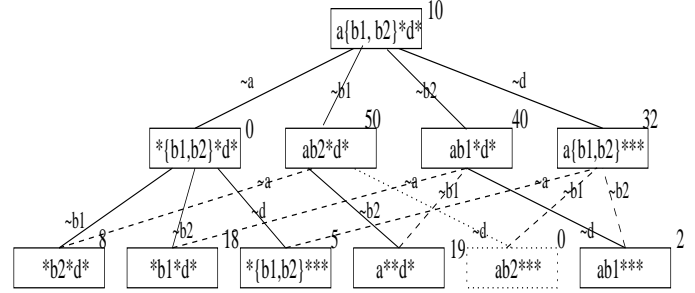 10
a{b1, b2}*d*
~a ~b1 ~b2 ~d
0 50 40 32
*{b1,b2}*d* ab2*d* ab1*d* a{b1,b2}***
~a ~a ~b1 ~a ~b1 ~b2
~b1 ~b2 ~d ~b2 ~d ~d
8 18 5 19 0 2
*b2*d* *b1*d* *{b1,b2}*** a**d* ab2*** ab1***